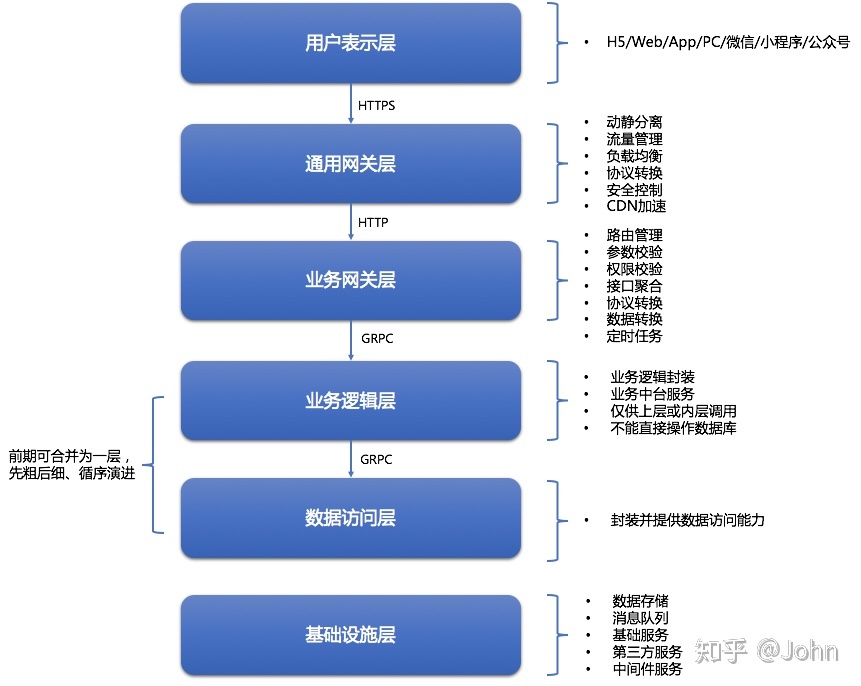 用户表示层
• H5/Web/App/PC/微信/小程序/公众号
HTTPS
通用网关层
• 动静分离
• 流量管理
• 负载均衡
• 协议转换
• 安全控制
• CDN加速
HTTP
业务网关层
• 路由管理
• 参数校验
• 权限校验
• 接口聚合
• 协议转换
• 数据转换
• 定时任务
GRPC
业务逻辑层
• 业务逻辑封装
• 业务中台服务
• 仅供上层或内层调用
• 不能直接操作数据库
前期可合并为一层，
先粗后细、循序演进
GRPC
数据访问层
• 封装并提供数据访问能力
基础设施层
• 数据存储
• 消息队列
• 基础服务
• 第三方服务
• 中间件服务
知乎 @John